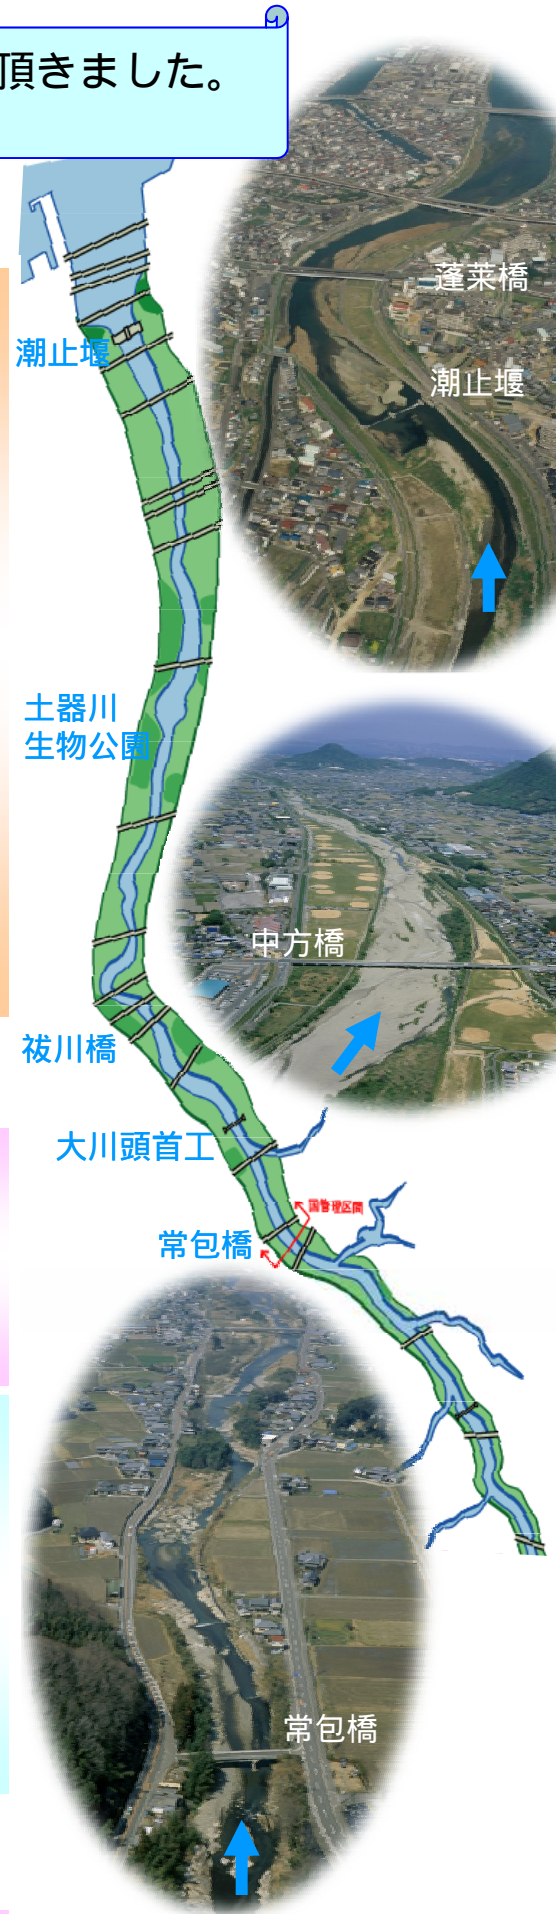 頂きました。
蓬莱橋
潮止堰
潮止堰
土器川
生物公園
中方橋
祓川橋
大川頭首工
国管理区間
常包橋
常包橋